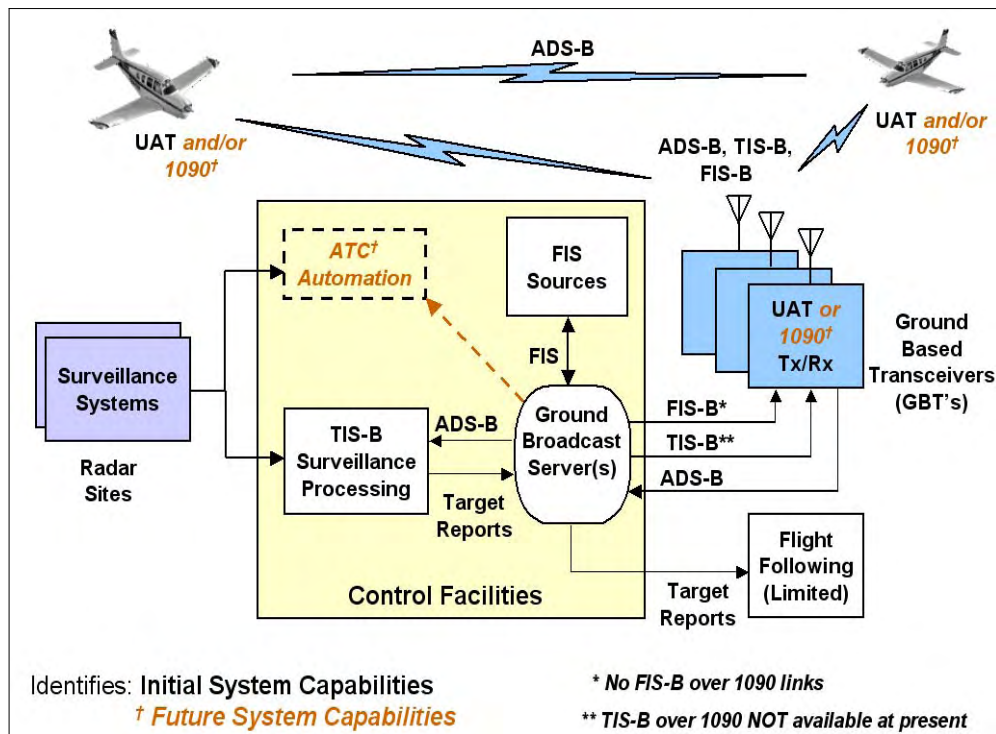 ADS-B
UAT and/or
1090†
UAT and/or
1090†
ADS-B, TIS-B,
FIS-B
ATC†
Automation
FIS
Sources
UAT or
1090†
Tx/Rx
Ground
Based
Transceivers
(GBT's)
Surveillance
Systems
Radar
Sites
FIS
TIS-B
Surveillance
Processing
ADS-B
Target
Reports
Ground
Broadcast
Server(s)
FIS-B*
TIS-B**
ADS-B
Target
Reports
Flight
Following
(Limited)
Control Facilities
Identifies: Initial System Capabilities
† Future System Capabilities
* No FIS-B over 1090 links
** TIS-B over 1090 NOT available at present